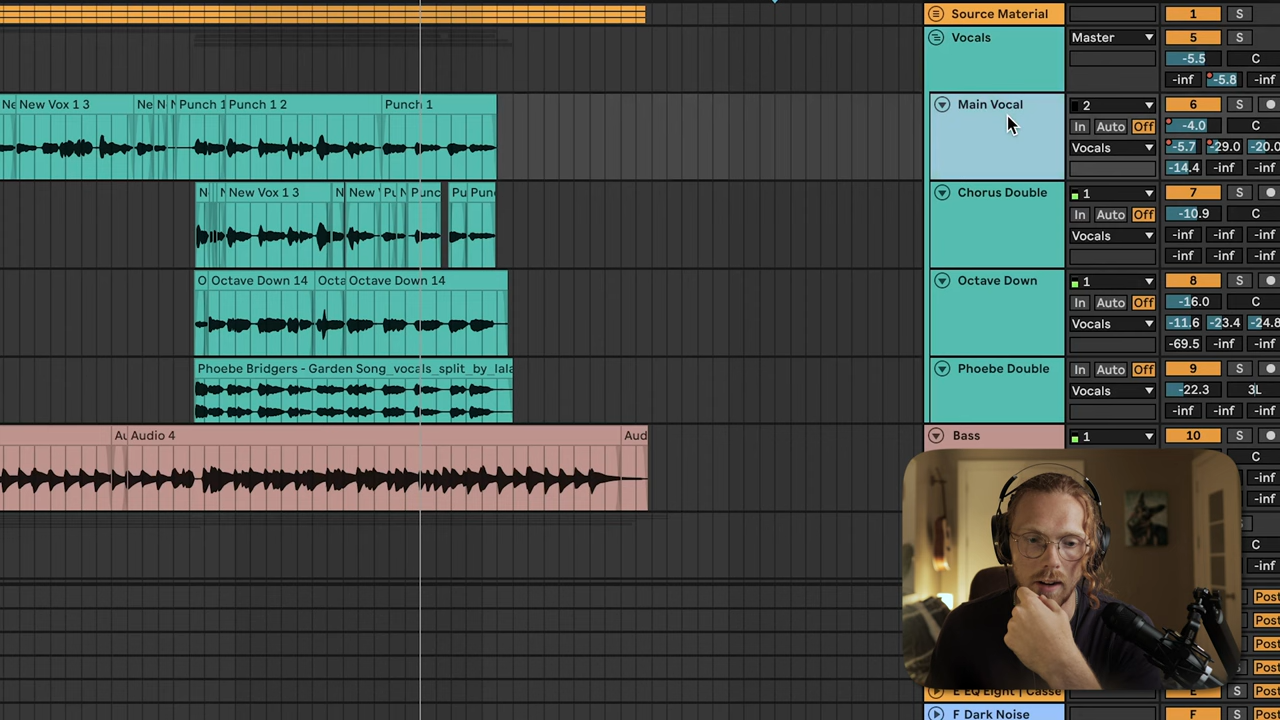 Source Material 1 S
Vocals Master 5 S
-5.5 C
-inf -5.8
Ne New Vox 1 3 Ne N N Punch 1 Punch 1 2 Punch 1 Main Vocal 2 6 S
In Auto Off -4.0 C
Vocals -5.7 -29.0 -20.0
-14.4 -inf -inf
N N New Vox 1 3 N New Pu N Punc Pu Pun Chorus Double 1 7 S
In Auto Off -10.9 C
Vocals -inf -inf -inf
-inf -inf -inf
O Octave Down 14 Octa Octave Down 14 Octave Down 1 8 S
In Auto Off -16.0 C
Vocals -11.6 -23.4 -24.8
-69.5 -inf -inf
Phoebe Bridgers - Garden Song_vocals_split_by_lala Phoebe Double In Auto Off 9 S
Vocals -22.3 3L
-inf -inf -inf
Au Audio 4 Aud Bass 1 10 S
C
-inf
-inf
C
-inf
Post
Post
Post
Post
E EQ Eight | Casse E S Post
F Dark Noise F S Post